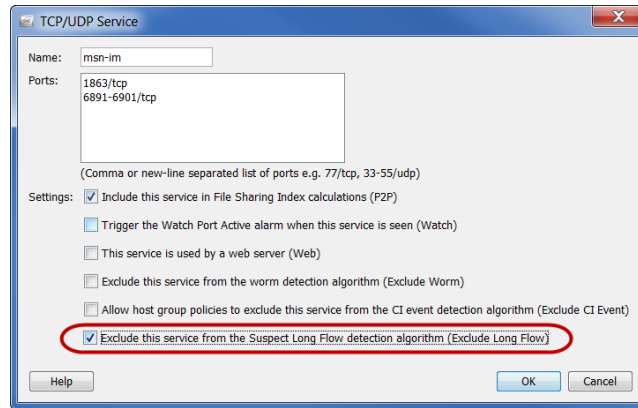 TCP/UDP Service
Name: msn-im
Ports: 1863/tcp
6891-6901/tcp
(Comma or new-line separated list of ports e.g. 77/tcp, 33-55/udp)
Settings: Include this service in File Sharing Index calculations (P2P)
Trigger the Watch Port Active alarm when this service is seen (Watch)
This service is used by a web server (Web)
Exclude this service from the worm detection algorithm (Exclude Worm)
Allow host group policies to exclude this service from the CI event detection algorithm (Exclude CI Event)
Exclude this service from the Suspect Long Flow detection algorithm (Exclude Long Flow)
Help OK Cancel